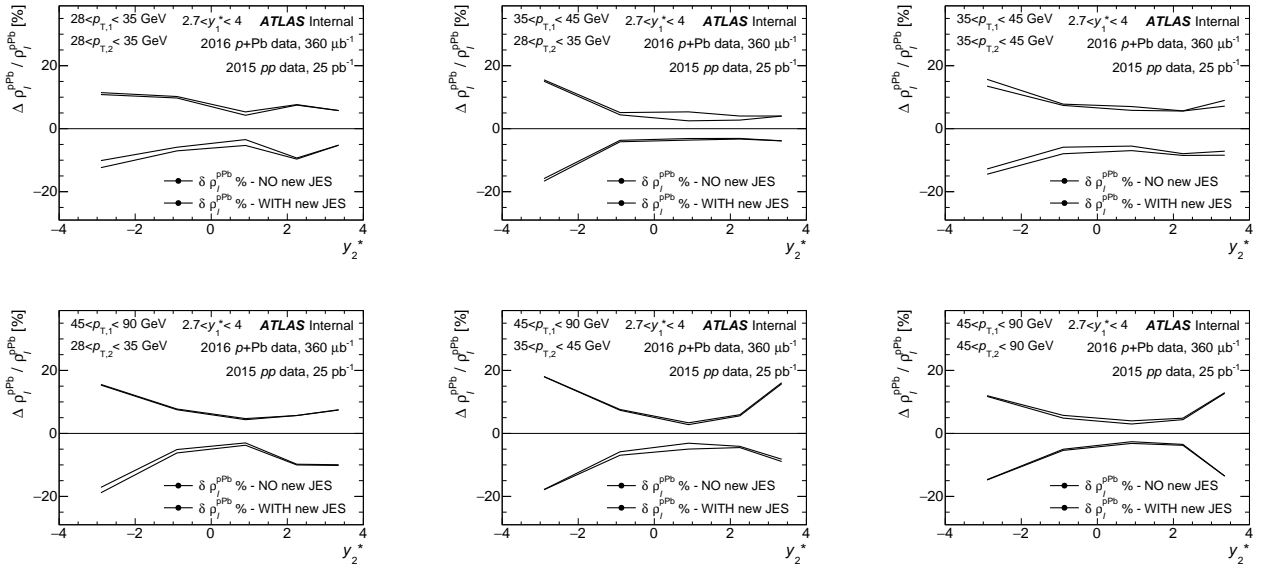 28<p_T,1< 35 GeV 2.7<y_1*< 4 ATLAS Internal
28<p_T,2< 35 GeV 2016 p+Pb data, 360 μb⁻¹
2015 pp data, 25 pb⁻¹
Δ ρ_I^pPb / ρ_I^pPb [%]
20
0
−20
δ ρ_I^pPb % - NO new JES
δ ρ_I^pPb % - WITH new JES
−4 −2 0 2 4
y_2*
35<p_T,1< 45 GeV 2.7<y_1*< 4 ATLAS Internal
28<p_T,2< 35 GeV 2016 p+Pb data, 360 μb⁻¹
2015 pp data, 25 pb⁻¹
Δ ρ_I^pPb / ρ_I^pPb [%]
20
0
−20
δ ρ_I^pPb % - NO new JES
δ ρ_I^pPb % - WITH new JES
−4 −2 0 2 4
y_2*
35<p_T,1< 45 GeV 2.7<y_1*< 4 ATLAS Internal
35<p_T,2< 45 GeV 2016 p+Pb data, 360 μb⁻¹
2015 pp data, 25 pb⁻¹
Δ ρ_I^pPb / ρ_I^pPb [%]
20
0
−20
δ ρ_I^pPb % - NO new JES
δ ρ_I^pPb % - WITH new JES
−4 −2 0 2 4
y_2*
45<p_T,1< 90 GeV 2.7<y_1*< 4 ATLAS Internal
28<p_T,2< 35 GeV 2016 p+Pb data, 360 μb⁻¹
2015 pp data, 25 pb⁻¹
Δ ρ_I^pPb / ρ_I^pPb [%]
20
0
−20
δ ρ_I^pPb % - NO new JES
δ ρ_I^pPb % - WITH new JES
−4 −2 0 2 4
y_2*
45<p_T,1< 90 GeV 2.7<y_1*< 4 ATLAS Internal
35<p_T,2< 45 GeV 2016 p+Pb data, 360 μb⁻¹
2015 pp data, 25 pb⁻¹
Δ ρ_I^pPb / ρ_I^pPb [%]
20
0
−20
δ ρ_I^pPb % - NO new JES
δ ρ_I^pPb % - WITH new JES
−4 −2 0 2 4
y_2*
45<p_T,1< 90 GeV 2.7<y_1*< 4 ATLAS Internal
45<p_T,2< 90 GeV 2016 p+Pb data, 360 μb⁻¹
2015 pp data, 25 pb⁻¹
Δ ρ_I^pPb / ρ_I^pPb [%]
20
0
−20
δ ρ_I^pPb % - NO new JES
δ ρ_I^pPb % - WITH new JES
−4 −2 0 2 4
y_2*